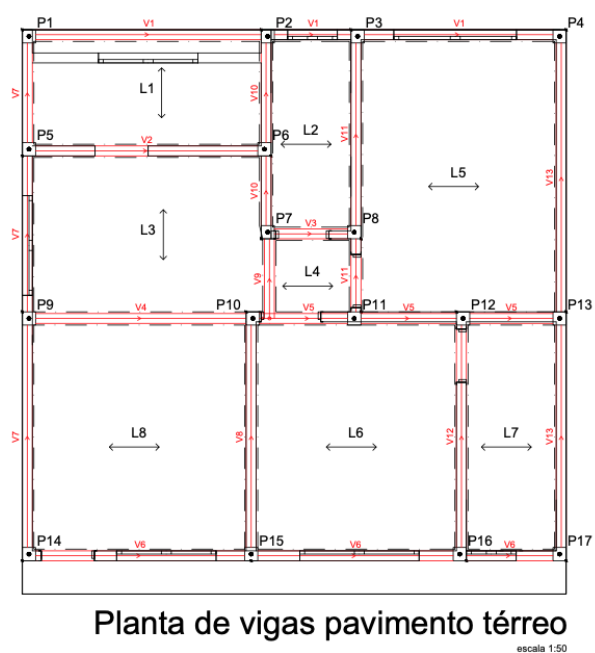 P1 V1 P2 V1 P3 V1 P4
V7 L1 V10 L2 V11 L5 V13
P5 V2 P6
V7 L3 V10
P7 V3 P8
V9 L4 V11
P9 V4 P10 V5 P11 V5 P12 V5 P13
V7 L8 V8 L6 V12 L7 V13
P14 V6 P15 V6 P16 V6 P17
Planta de vigas pavimento térreo
escala 1:50